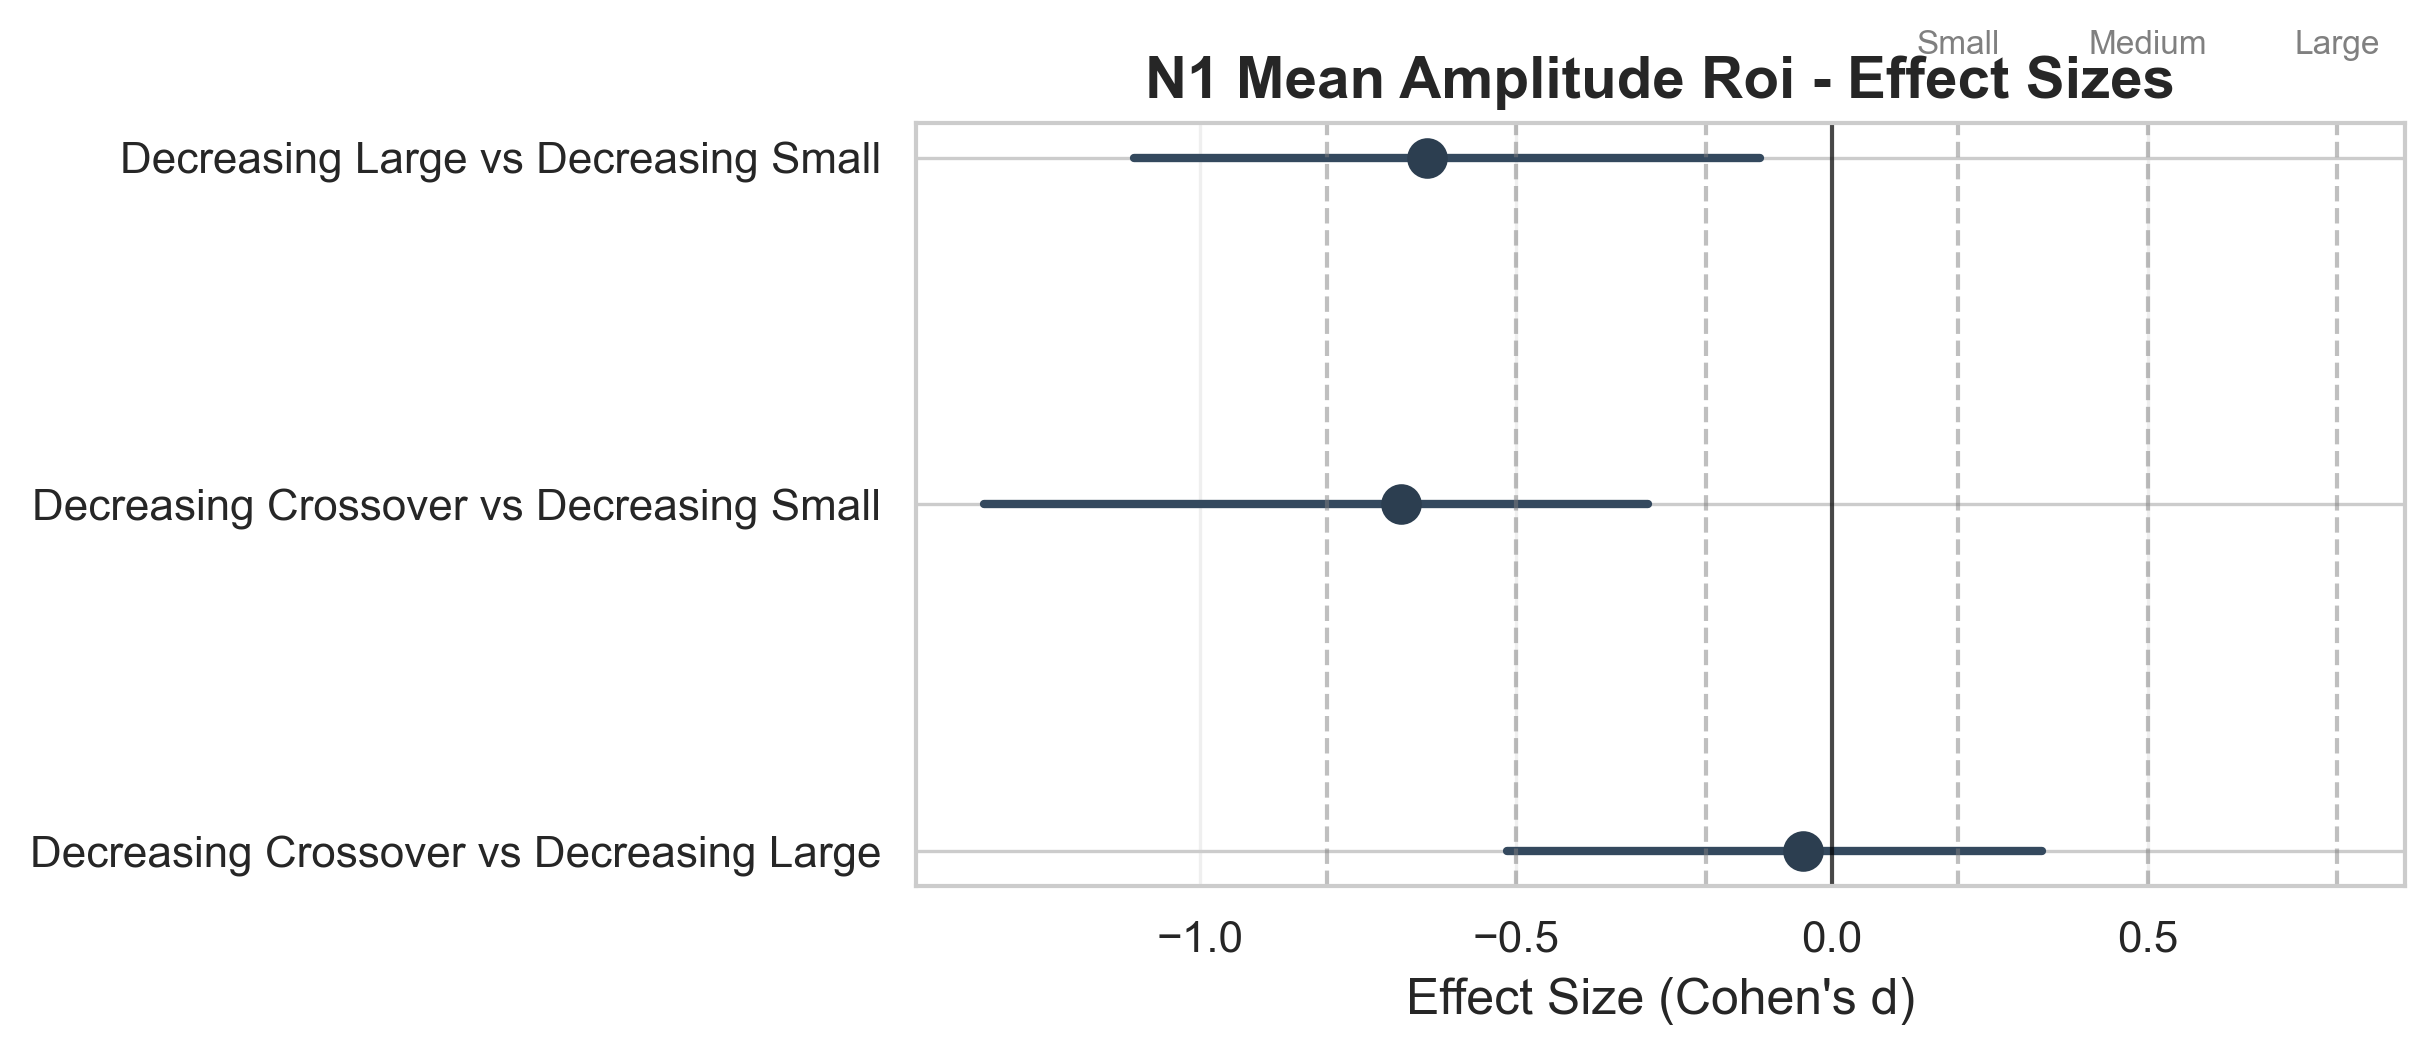 Small Medium Large
N1 Mean Amplitude Roi - Effect Sizes
Decreasing Large vs Decreasing Small
Decreasing Crossover vs Decreasing Small
Decreasing Crossover vs Decreasing Large
−1.0 −0.5 0.0 0.5
Effect Size (Cohen's d)